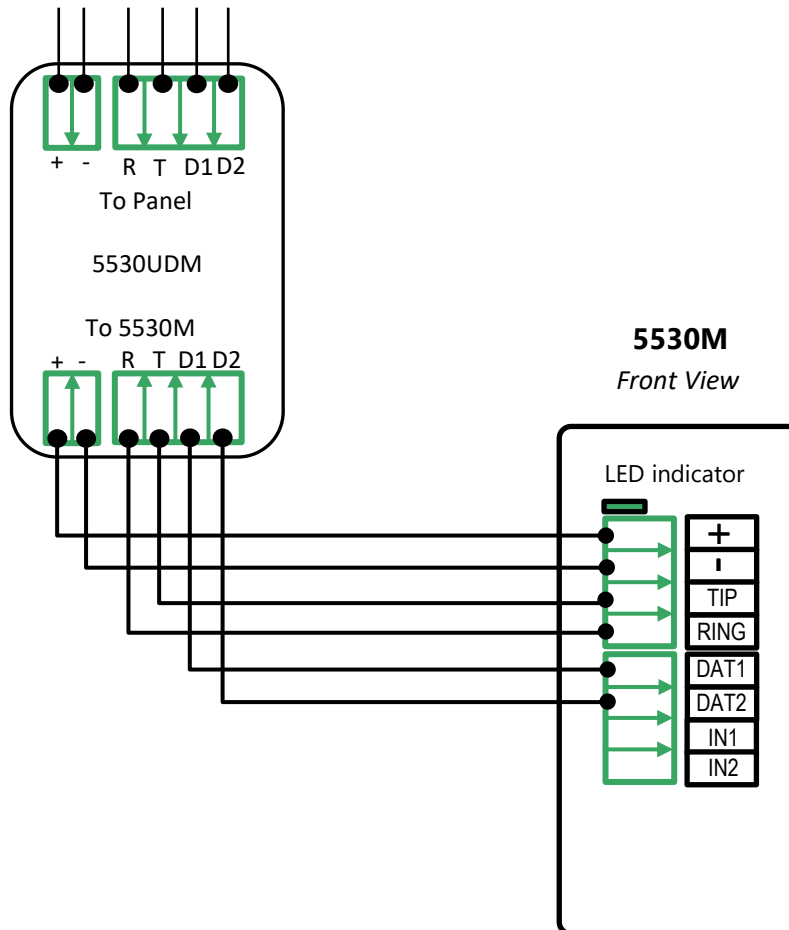 + - R T D1 D2
To Panel
5530UDM
To 5530M
+ - R T D1 D2
5530M
Front View
LED indicator
+
-
TIP
RING
DAT1
DAT2
IN1
IN2